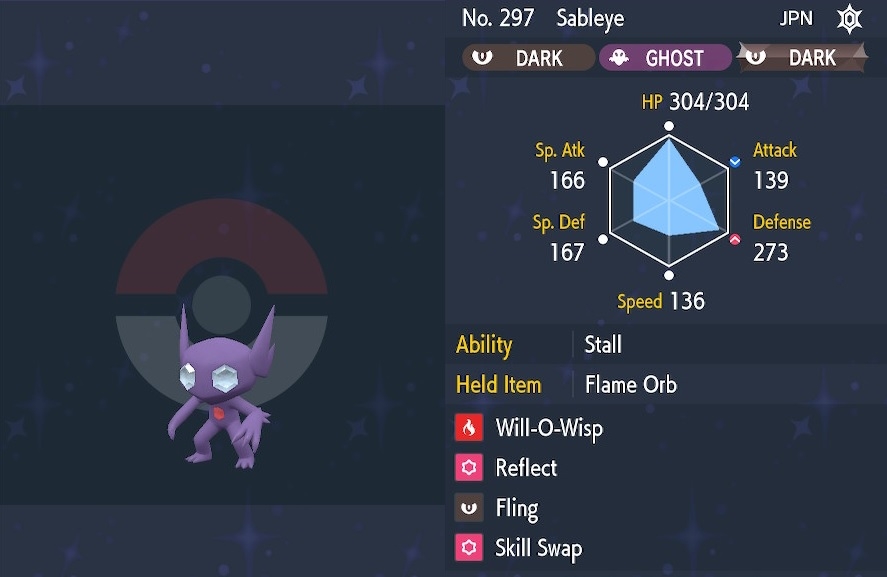 No. 297 Sableye JPN
DARK GHOST DARK
HP 304/304
Sp. Atk Attack
166 139
Sp. Def Defense
167 273
Speed 136
Ability Stall
Held Item Flame Orb
Will-O-Wisp
Reflect
Fling
Skill Swap